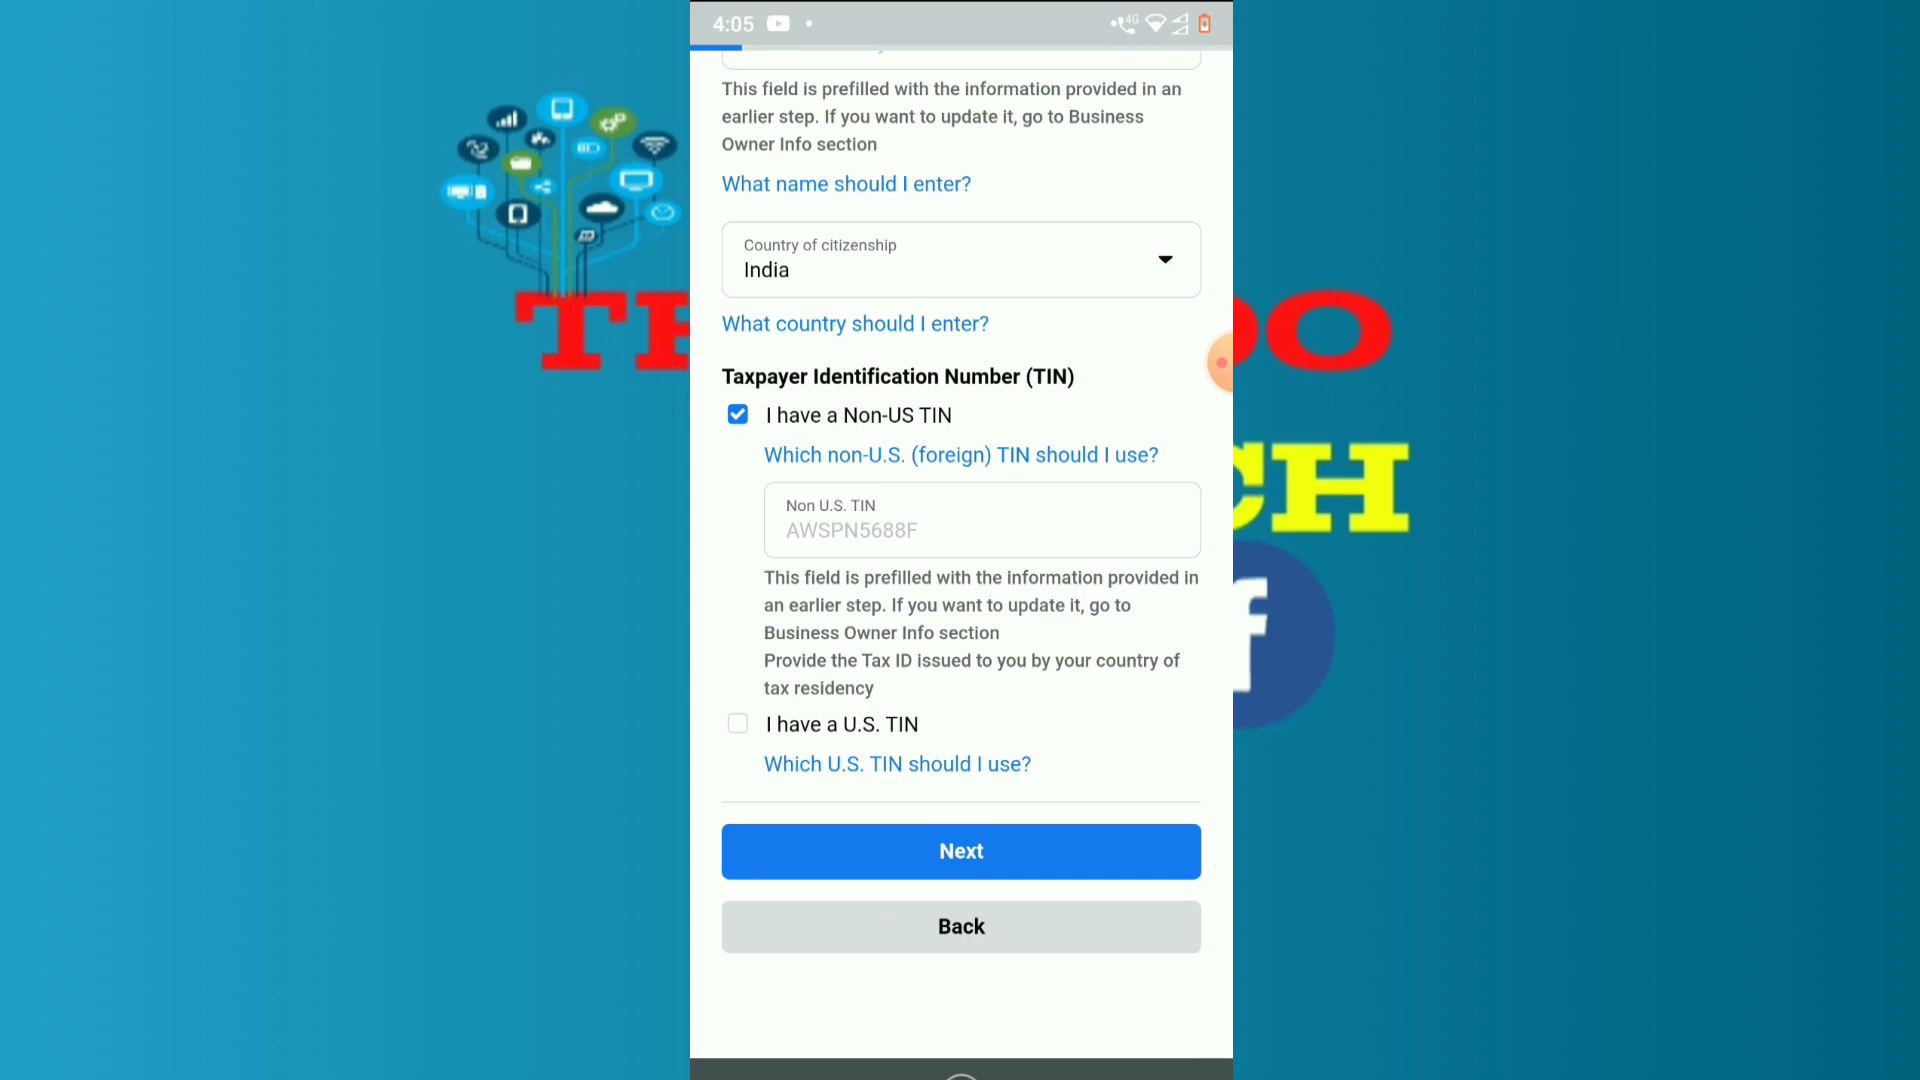 4:05
4G
This field is prefilled with the information provided in an
earlier step. If you want to update it, go to Business
Owner Info section
What name should I enter?
Country of citizenship
India
What country should I enter?
Taxpayer Identification Number (TIN)
I have a Non-US TIN
Which non-U.S. (foreign) TIN should I use?
Non U.S. TIN
AWSPN5688F
This field is prefilled with the information provided in
an earlier step. If you want to update it, go to
Business Owner Info section
Provide the Tax ID issued to you by your country of
tax residency
I have a U.S. TIN
Which U.S. TIN should I use?
Next
Back
CH
f